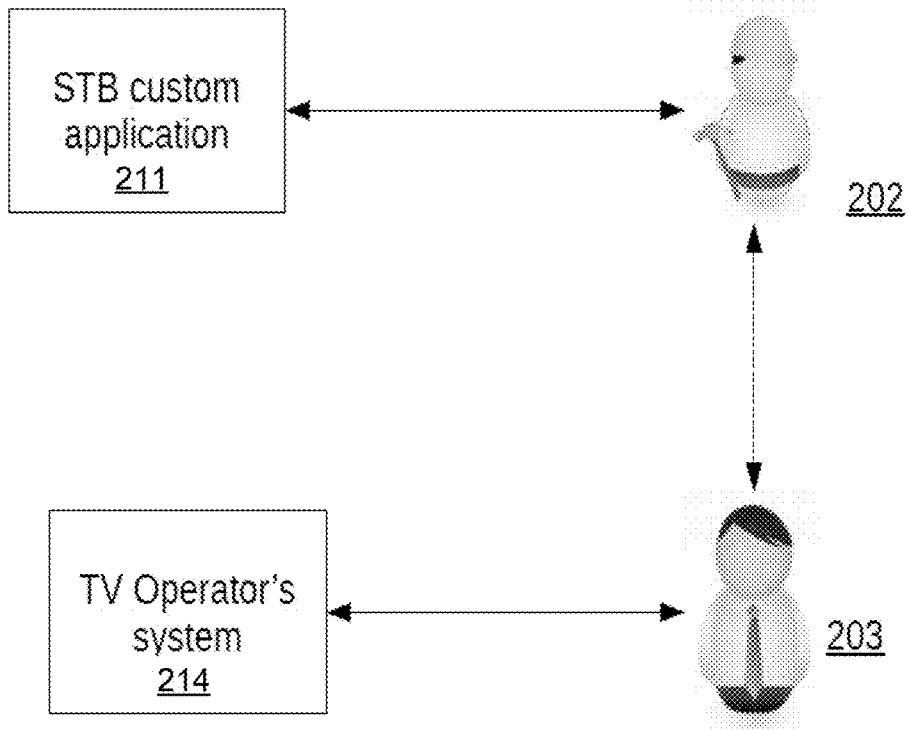 STB custom
application
211
202
TV Operator's
system
214
203